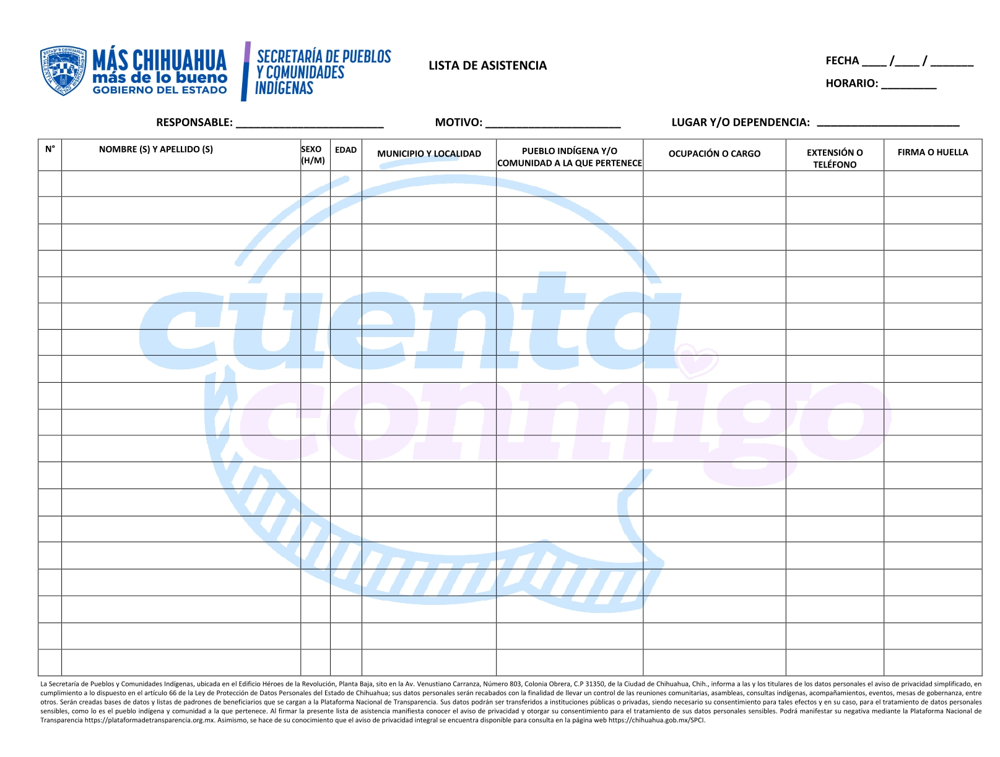 MÁS CHIHUAHUA
más de lo bueno
GOBIERNO DEL ESTADO
SECRETARÍA DE PUEBLOS
Y COMUNIDADES
INDÍGENAS
LISTA DE ASISTENCIA
FECHA ____ /____ / _______
HORARIO: _________
RESPONSABLE: ________________________
MOTIVO: ______________________
LUGAR Y/O DEPENDENCIA: _______________________
N°
NOMBRE (S) Y APELLIDO (S)
SEXO
(H/M)
EDAD
MUNICIPIO Y LOCALIDAD
PUEBLO INDÍGENA Y/O
COMUNIDAD A LA QUE PERTENECE
OCUPACIÓN O CARGO
EXTENSIÓN O
TELÉFONO
FIRMA O HUELLA
cuenta
conmigo
La Secretaría de Pueblos y Comunidades Indígenas, ubicada en el Edificio Héroes de la Revolución, Planta Baja, sito en la Av. Venustiano Carranza, Número 803, Colonia Obrera, C.P 31350, de la Ciudad de Chihuahua, Chih., informa a las y los titulares de los datos personales el aviso de privacidad simplificado, en
cumplimiento a lo dispuesto en el artículo 66 de la Ley de Protección de Datos Personales del Estado de Chihuahua; sus datos personales serán recabados con la finalidad de llevar un control de las reuniones comunitarias, asambleas, consultas indígenas, acompañamientos, eventos, mesas de gobernanza, entre
otros. Serán creadas bases de datos y listas de padrones de beneficiarios que se cargan a la Plataforma Nacional de Transparencia. Sus datos podrán ser transferidos a instituciones públicas o privadas, siendo necesario su consentimiento para tales efectos y en su caso, para el tratamiento de datos personales
sensibles, como lo es el pueblo indígena y comunidad a la que pertenece. Al firmar la presente lista de asistencia manifiesta conocer el aviso de privacidad y otorgar su consentimiento para el tratamiento de sus datos personales sensibles. Podrá manifestar su negativa mediante la Plataforma Nacional de
Transparencia https://plataformadetransparencia.org.mx. Asimismo, se hace de su conocimiento que el aviso de privacidad integral se encuentra disponible para consulta en la página web https://chihuahua.gob.mx/SPCI.